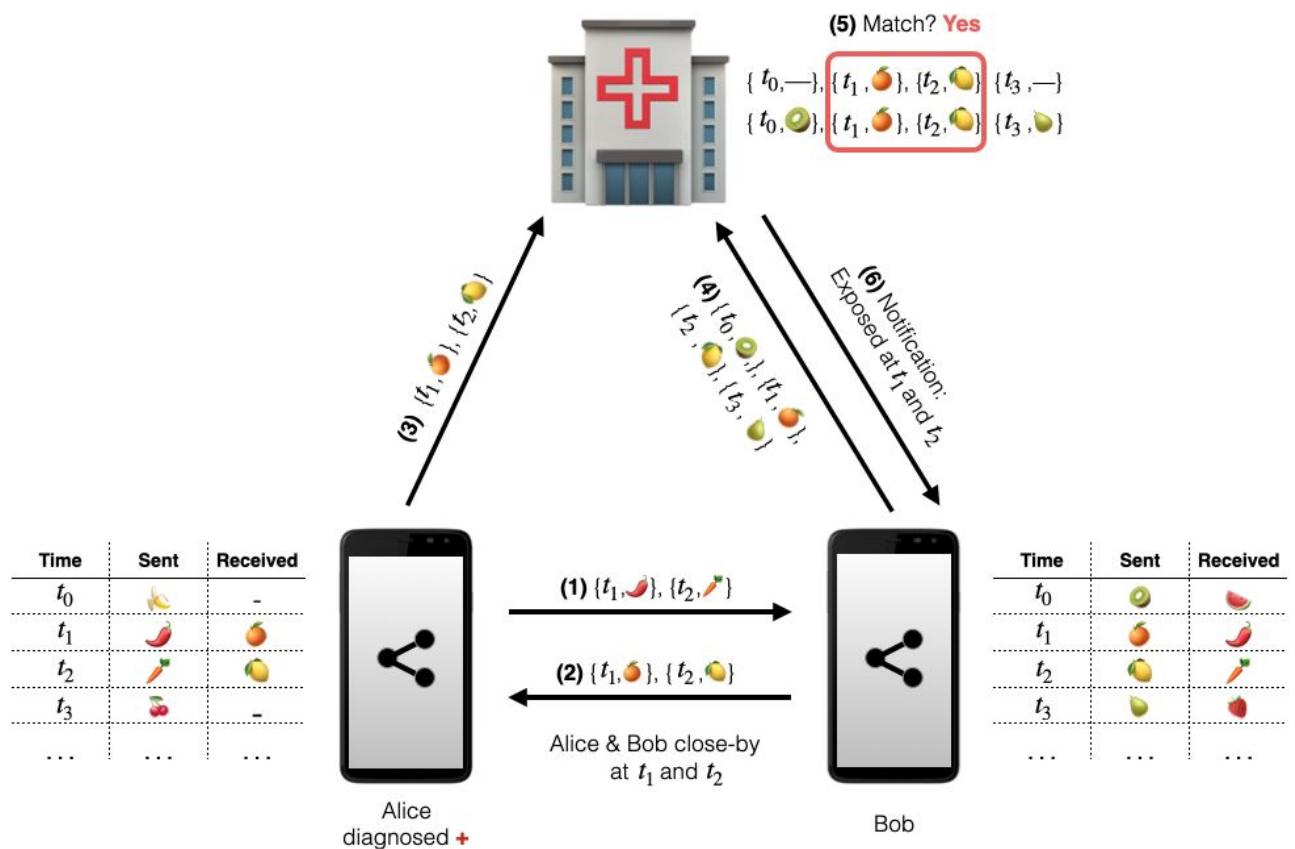 (5) Match? Yes
{ t0,—}, {t1,🍊}, {t2,🍋} {t3,—}
{ t0,🥝}, {t1,🍊}, {t2,🍋} {t3,🍐}
(3) {t1,🍊}, {t2,🍋}
(4) {t0,🥝,}, {t1,🍊},
{t2,🍋}, {t3,🍐}
(6) Notification:
Exposed at t1 and t2
Time Sent Received
t0 🍌 -
t1 🌶️ 🍊
t2 🥕 🍋
t3 🍒 -
... ... ...
(1) {t1,🌶️}, {t2,🥕}
(2) {t1,🍊}, {t2,🍋}
Alice & Bob close-by
at t1 and t2
Time Sent Received
t0 🥝 🍉
t1 🍊 🌶️
t2 🍋 🥕
t3 🍐 🍓
... ... ...
Alice
diagnosed +
Bob